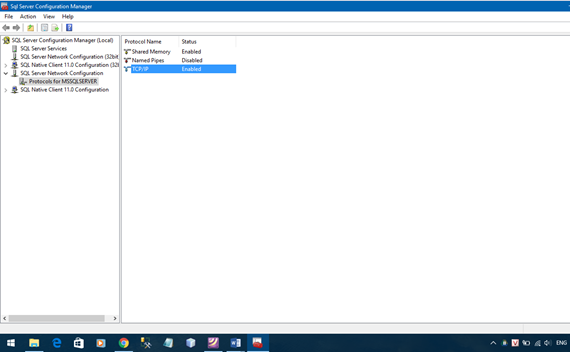 Sql Server Configuration Manager
File Action View Help
SQL Server Configuration Manager (Local)
SQL Server Services
SQL Server Network Configuration (32bit
SQL Native Client 11.0 Configuration (32t
SQL Server Network Configuration
Protocols for MSSQLSERVER
SQL Native Client 11.0 Configuration
Protocol Name Status
Shared Memory Enabled
Named Pipes Disabled
TCP/IP Enabled
ENG